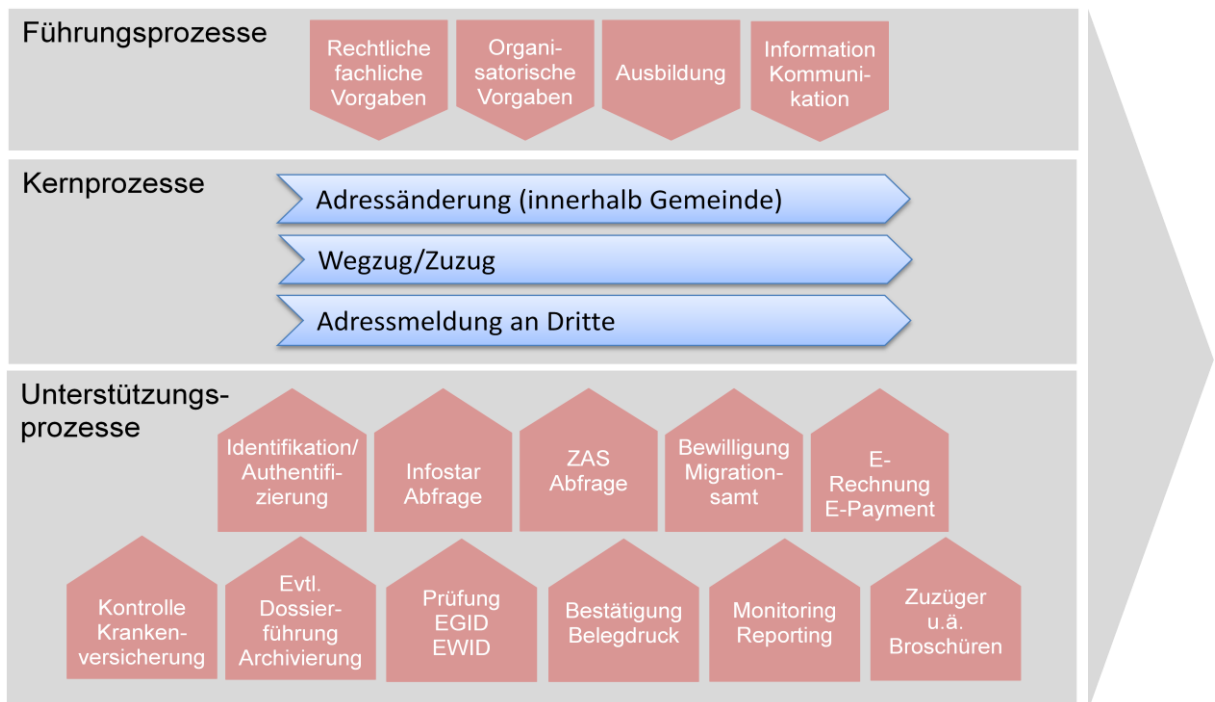 Führungsprozesse
Rechtliche
fachliche
Vorgaben
Organi-
satorische
Vorgaben
Ausbildung
Information
Kommuni-
kation
Kernprozesse
Adressänderung (innerhalb Gemeinde)
Wegzug/Zuzug
Adressmeldung an Dritte
Unterstützungs-
prozesse
Identifikation/
Authentifi-
zierung
Infostar
Abfrage
ZAS
Abfrage
Bewilligung
Migration-
samt
E-
Rechnung
E-Payment
Kontrolle
Kranken-
versicherung
Evtl.
Dossier-
führung
Archivierung
Prüfung
EGID
EWID
Bestätigung
Belegdruck
Monitoring
Reporting
Zuzüger
u.ä.
Broschüren